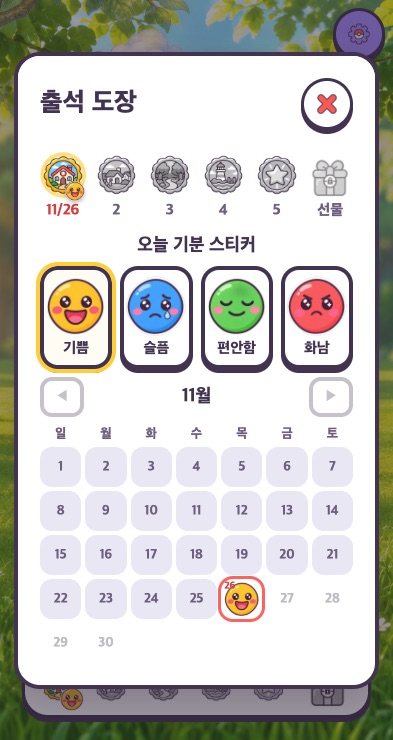 출석 도장
11/26 2 3 4 5 선물
오늘 기분 스티커
기쁨 슬픔 편안함 화남
11월
일 월 화 수 목 금 토
1 2 3 4 5 6 7
8 9 10 11 12 13 14
15 16 17 18 19 20 21
22 23 24 25 26 27 28
29 30